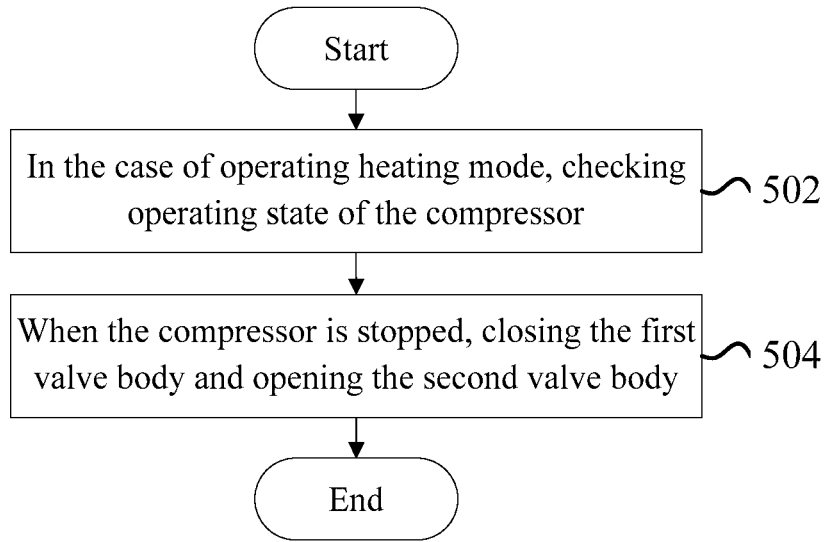 Start
In the case of operating heating mode, checking
operating state of the compressor
502
When the compressor is stopped, closing the first
valve body and opening the second valve body
504
End